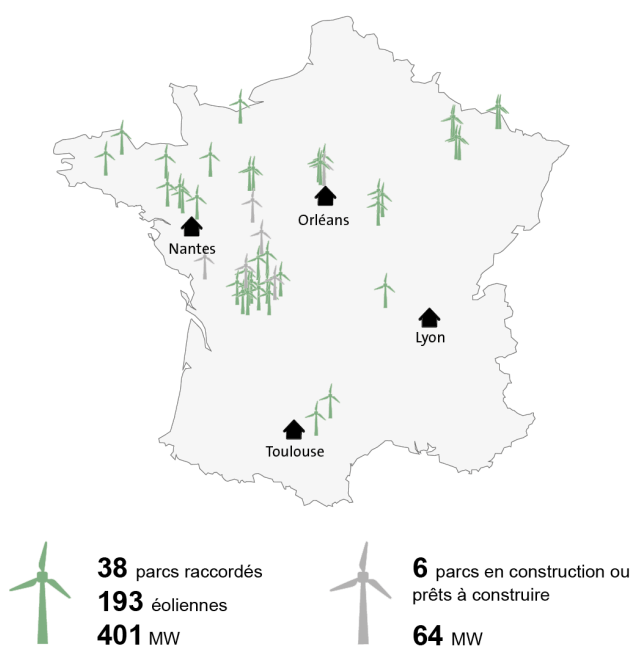 Orléans
Nantes
Lyon
Toulouse
38 parcs raccordés
193 éoliennes
401 MW
6 parcs en construction ou
prêts à construire
64 MW